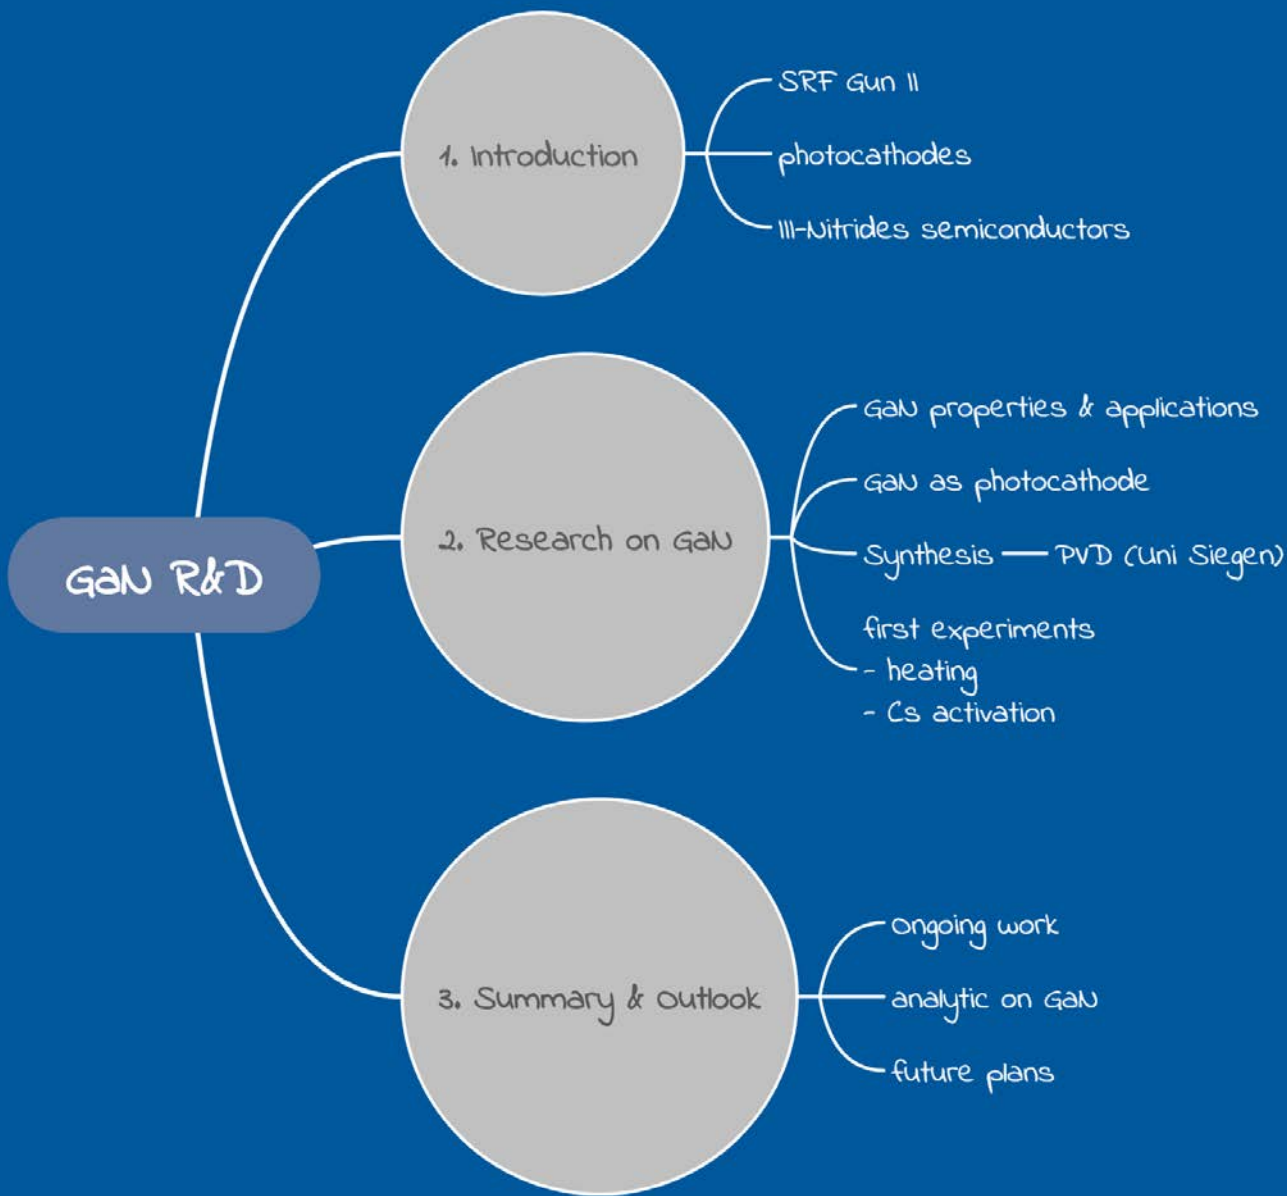 GaN R&D
1. Introduction
SRF Gun II
photocathodes
III-Nitrides semiconductors
2. Research on GaN
GaN properties & applications
GaN as photocathode
Synthesis
PVD (Uni Siegen)
first experiments
- heating
- Cs activation
3. Summary & Outlook
Ongoing work
analytic on GaN
future plans